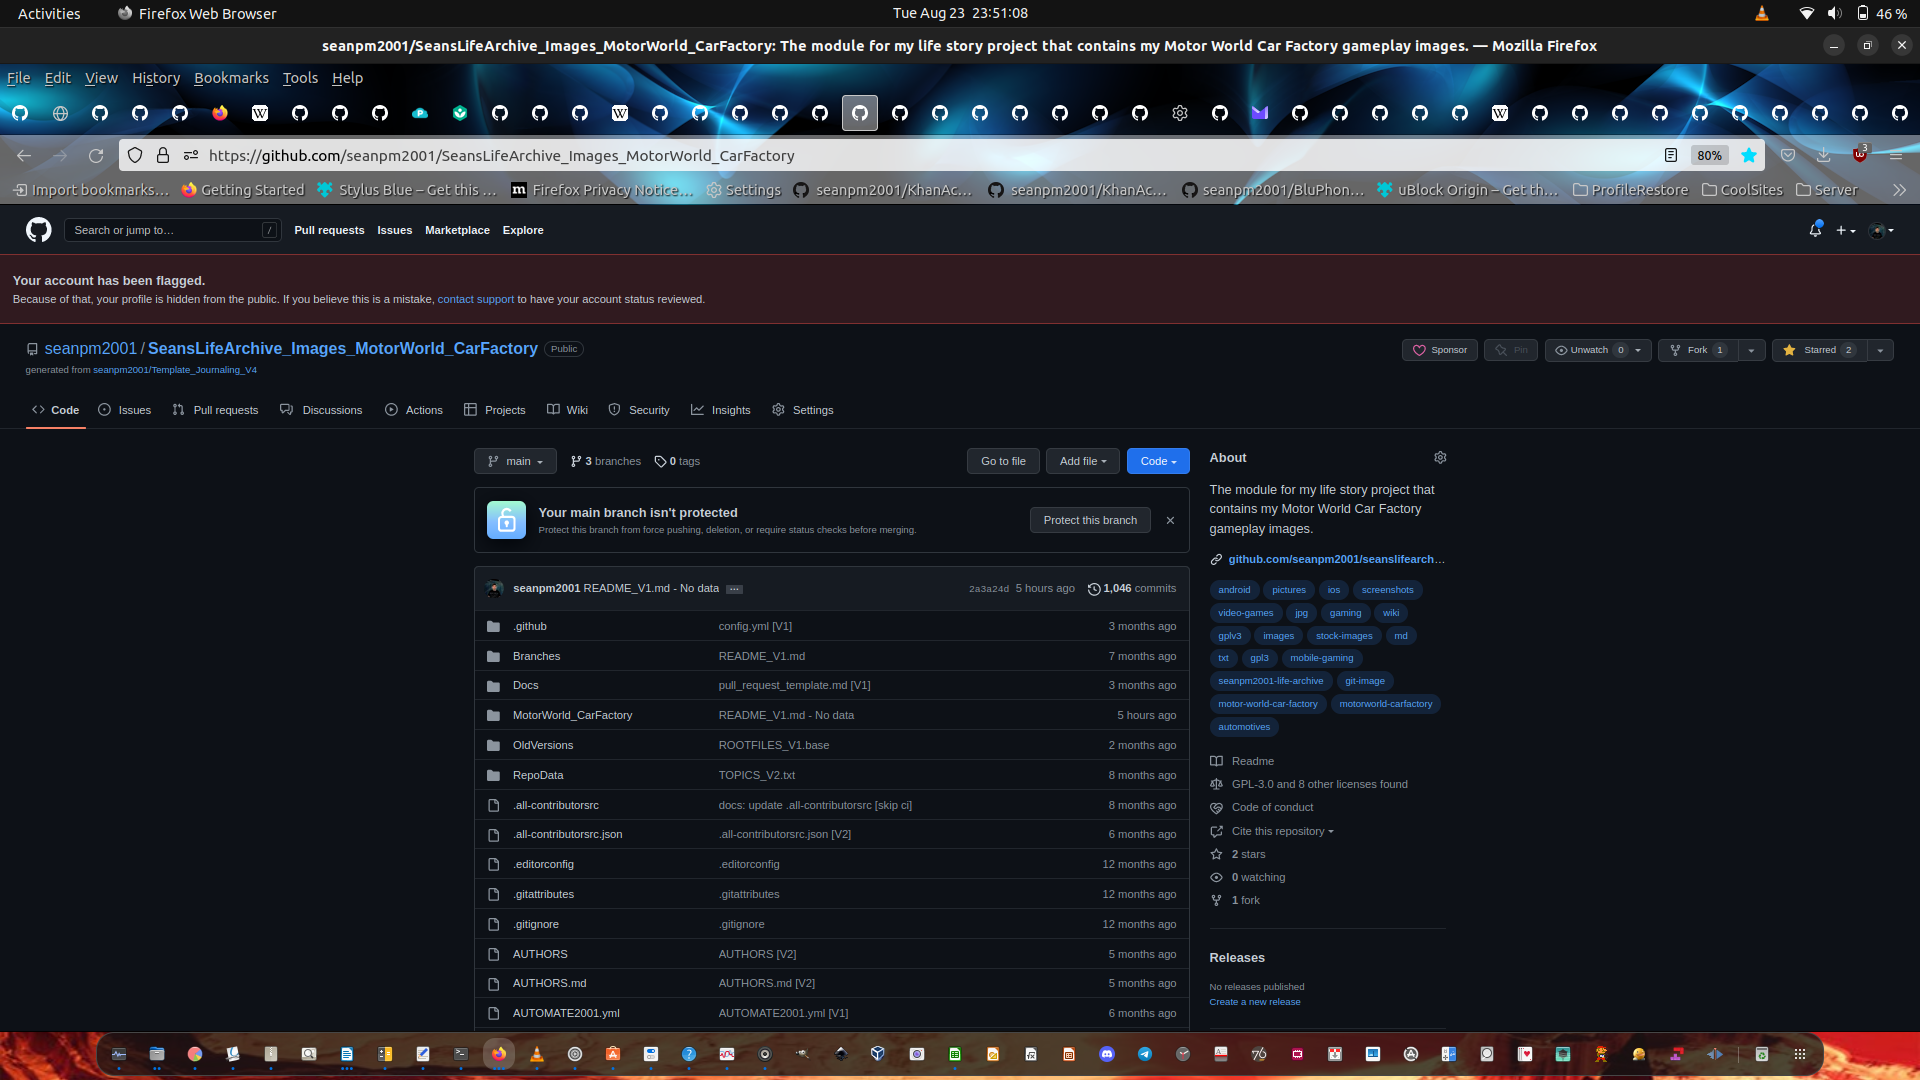 Activities
Firefox Web Browser
Tue Aug 23  23:51:08
46 %
seanpm2001/SeansLifeArchive_Images_MotorWorld_CarFactory: The module for my life story project that contains my Motor World Car Factory gameplay images. — Mozilla Firefox
File Edit View History Bookmarks Tools Help
https://github.com/seanpm2001/SeansLifeArchive_Images_MotorWorld_CarFactory
80%
3
Import bookmarks…
Getting Started
Stylus Blue – Get this …
Firefox Privacy Notice…
Settings
seanpm2001/KhanAc…
seanpm2001/KhanAc…
seanpm2001/BluPhon…
uBlock Origin – Get th…
ProfileRestore
CoolSites
Server
Search or jump to…
/
Pull requests
Issues
Marketplace
Explore
Your account has been flagged.
Because of that, your profile is hidden from the public. If you believe this is a mistake, contact support to have your account status reviewed.
seanpm2001 / SeansLifeArchive_Images_MotorWorld_CarFactory
Public
Sponsor
Pin
Unwatch 0
Fork 1
Starred 2
generated from seanpm2001/Template_Journaling_V4
Code
Issues
Pull requests
Discussions
Actions
Projects
Wiki
Security
Insights
Settings
main
3 branches
0 tags
Go to file
Add file
Code
Your main branch isn't protected
Protect this branch from force pushing, deletion, or require status checks before merging.
Protect this branch
seanpm2001 README_V1.md - No data
2a3a24d 5 hours ago
1,046 commits
.github config.yml [V1] 3 months ago
Branches README_V1.md 7 months ago
Docs pull_request_template.md [V1] 3 months ago
MotorWorld_CarFactory README_V1.md - No data 5 hours ago
OldVersions ROOTFILES_V1.base 2 months ago
RepoData TOPICS_V2.txt 8 months ago
.all-contributorsrc docs: update .all-contributorsrc [skip ci] 8 months ago
.all-contributorsrc.json .all-contributorsrc.json [V2] 6 months ago
.editorconfig .editorconfig 12 months ago
.gitattributes .gitattributes 12 months ago
.gitignore .gitignore 12 months ago
AUTHORS AUTHORS [V2] 5 months ago
AUTHORS.md AUTHORS.md [V2] 5 months ago
AUTOMATE2001.yml AUTOMATE2001.yml [V1] 6 months ago
About
The module for my life story project that
contains my Motor World Car Factory
gameplay images.
github.com/seanpm2001/seanslifearch…
android pictures ios screenshots
video-games jpg gaming wiki
gplv3 images stock-images md
txt gpl3 mobile-gaming
seanpm2001-life-archive git-image
motor-world-car-factory motorworld-carfactory
automotives
Readme
GPL-3.0 and 8 other licenses found
Code of conduct
Cite this repository
2 stars
0 watching
1 fork
Releases
No releases published
Create a new release